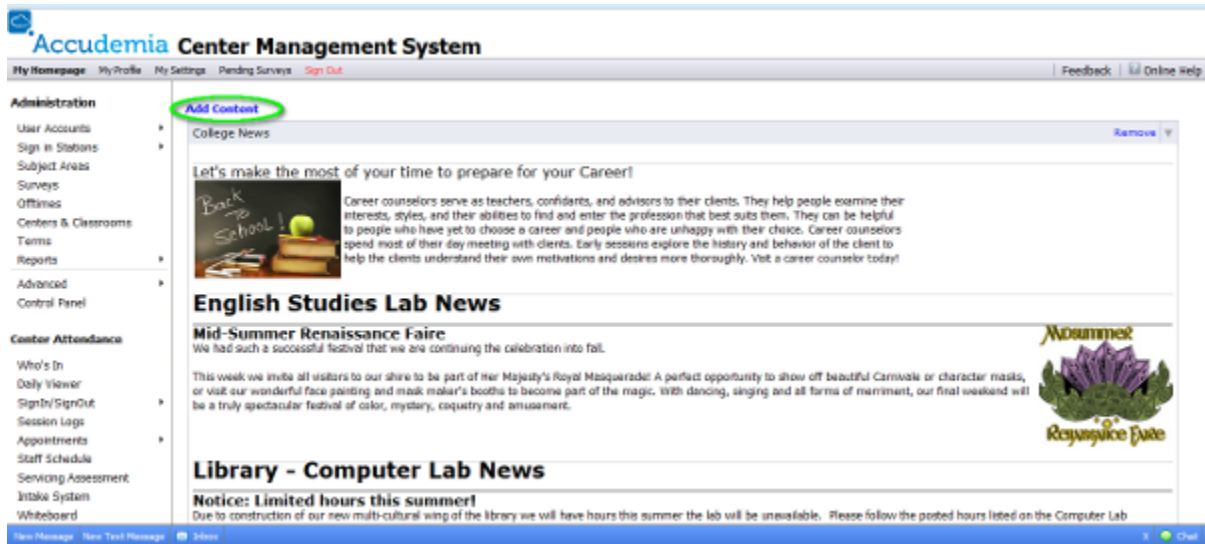 Accudemia Center Management System
My Homepage My Profile My Settings Pending Surveys Sign Out Feedback Online Help
Administration
User Accounts
Sign in Stations
Subject Areas
Surveys
Offtimes
Centers & Classrooms
Terms
Reports
Advanced
Control Panel
Center Attendance
Who's In
Daily Viewer
SignIn/SignOut
Session Logs
Appointments
Staff Schedule
Servicing Assessment
Intake System
Whiteboard
Add Content
College News Remove
Let's make the most of your time to prepare for your Career!
Back
To
School!
Career counselors serve as teachers, confidants, and advisors to their clients. They help people examine their
interests, styles, and their abilities to find and enter the profession that best suits them. They can be helpful
to people who have yet to choose a career and people who are unhappy with their choice. Career counselors
spend most of their day meeting with clients. Early sessions explore the history and behavior of the client to
help the clients understand their own motivations and desires more thoroughly. Visit a career counselor today!
English Studies Lab News
Mid-Summer Renaissance Faire
We had such a successful festival that we are continuing the celebration into fall.
This week we invite all visitors to our shire to be part of Her Majesty's Royal Masquerade! A perfect opportunity to show off beautiful Carnivale or character masks,
or visit our wonderful face painting and mask maker's booths to become part of the magic. With dancing, singing and all forms of merriment, our final weekend will
be a truly spectacular festival of color, mystery, coquetry and amusement.
Midsummer
Renaissance Faire
Library - Computer Lab News
Notice: Limited hours this summer!
Due to construction of our new multi-cultural wing of the library we will have hours this summer the lab will be unavailable. Please follow the posted hours listed on the Computer Lab
New Message New Text Message Inbox X Chat